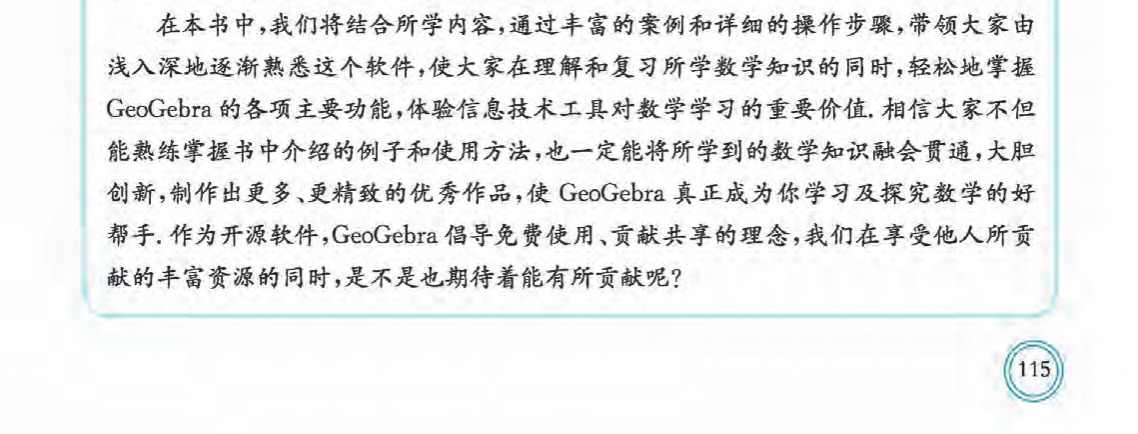 在本书中,我们将结合所学内容,通过丰富的案例和详细的操作步骤,带领大家由
浅入深地逐渐熟悉这个软件,使大家在理解和复习所学数学知识的同时,轻松地掌握
GeoGebra 的各项主要功能,体验信息技术工具对数学学习的重要价值. 相信大家不但
能熟练掌握书中介绍的例子和使用方法,也一定能将所学到的数学知识融会贯通,大胆
创新,制作出更多、更精致的优秀作品,使 GeoGebra 真正成为你学习及探究数学的好
帮手. 作为开源软件,GeoGebra 倡导免费使用、贡献共享的理念,我们在享受他人所贡
献的丰富资源的同时,是不是也期待着能有所贡献呢?
115